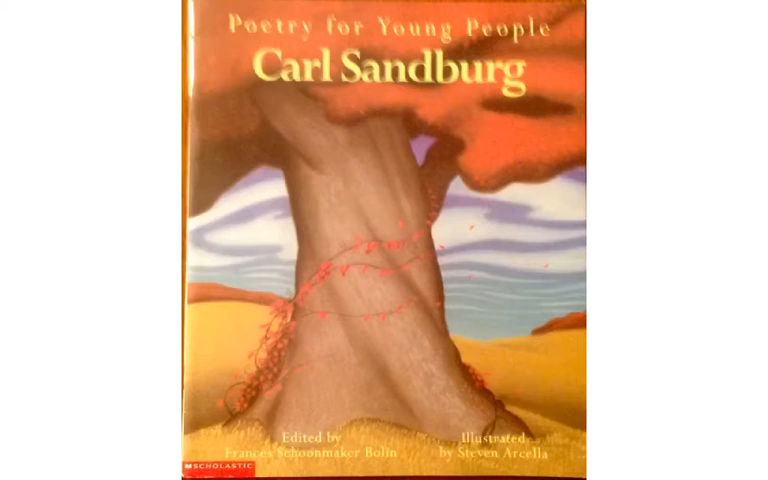 Poetry for Young People
Carl Sandburg
Edited by
Frances Schoonmaker Bolin
Illustrated
by Steven Arcella
SCHOLASTIC